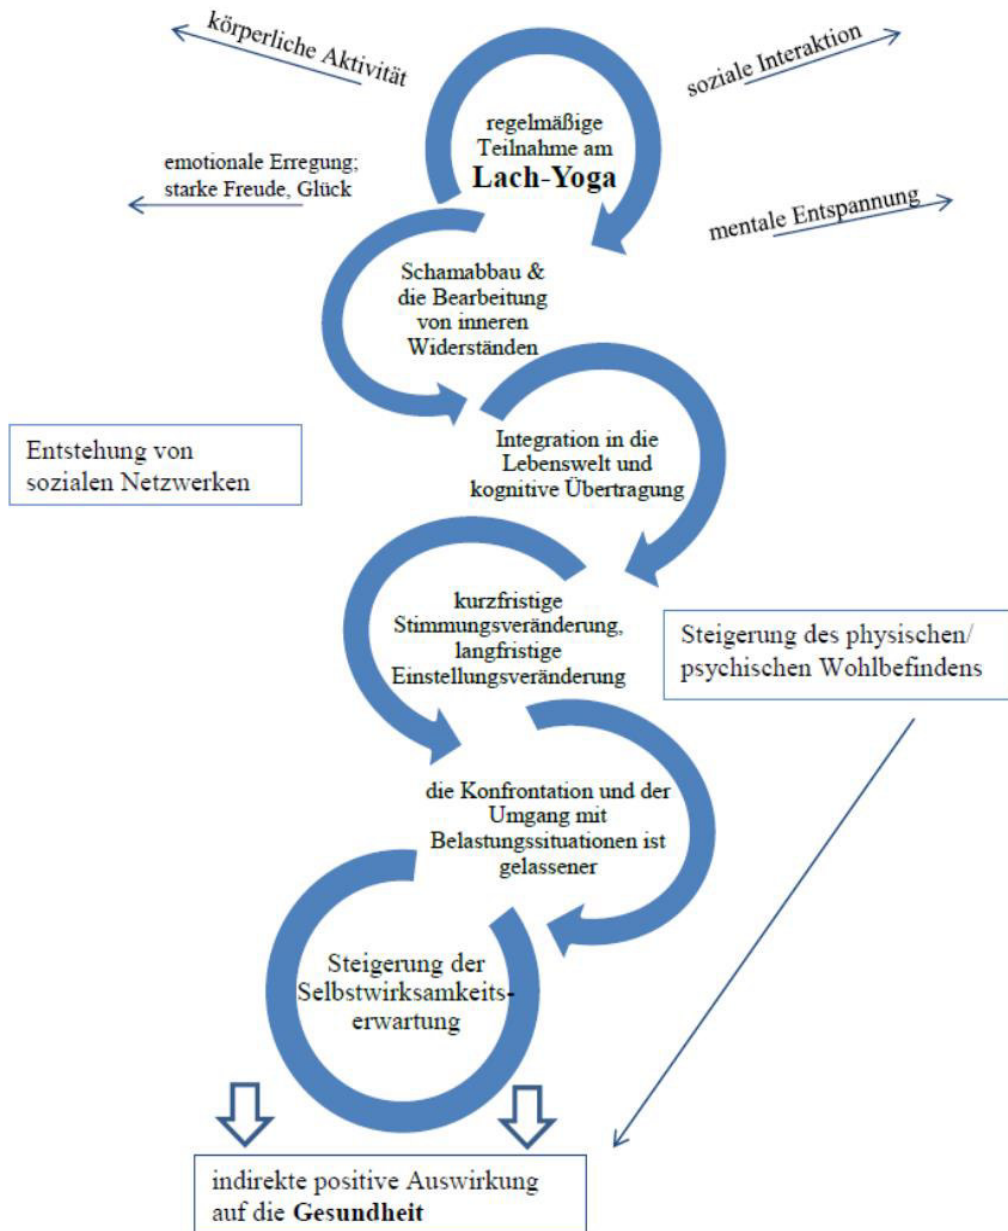 körperliche Aktivität
soziale Interaktion
regelmäßige
Teilnahme am
Lach-Yoga
emotionale Erregung;
starke Freude, Glück
mentale Entspannung
Schamabbau &
die Bearbeitung
von inneren
Widerständen
Entstehung von
sozialen Netzwerken
Integration in die
Lebenswelt und
kognitive Übertragung
kurzfristige
Stimmungsveränderung,
langfristige
Einstellungsveränderung
Steigerung des physischen/
psychischen Wohlbefindens
die Konfrontation und der
Umgang mit
Belastungssituationen ist
gelassener
Steigerung der
Selbstwirksamkeits-
erwartung
indirekte positive Auswirkung
auf die Gesundheit